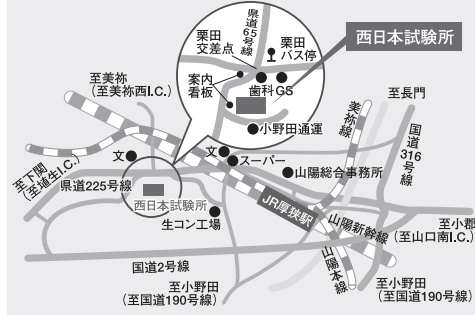 県道65号線
栗田
交差点
栗田
バス停
西日本試験所
案内
看板
歯科
GS
小野田通運
至美祢
(至美祢西I.C.)
至長門
美祢線
国道
316
号線
至下関
(至埴生I.C.)
文
文
スーパー
山陽総合事務所
県道225号線
西日本試験所
生コン工場
JR厚狭駅
山陽新幹線
至小郡
(至山口南I.C.)
山陽本線
国道2号線
至小野田
(至国道190号線)
至小野田
(至国道190号線)